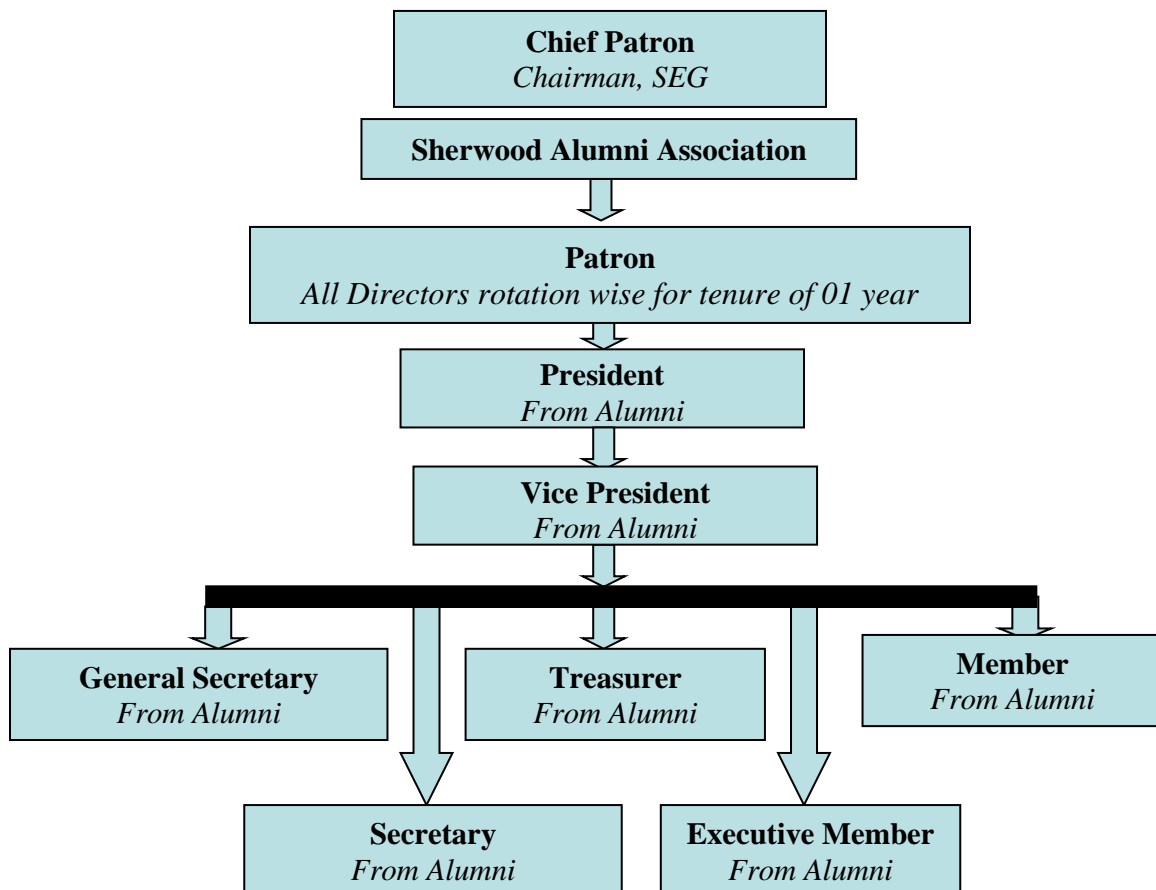 Chief Patron
Chairman, SEG
Sherwood Alumni Association
Patron
All Directors rotation wise for tenure of 01 year
President
From Alumni
Vice President
From Alumni
General Secretary
From Alumni
Treasurer
From Alumni
Member
From Alumni
Secretary
From Alumni
Executive Member
From Alumni